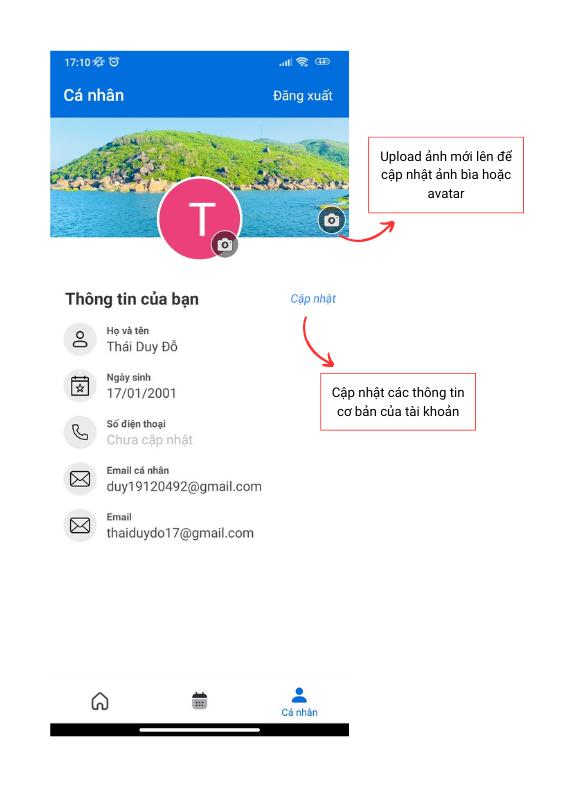 17:10
44
Cá nhân
Đăng xuất
T
Upload ảnh mới lên để
cập nhật ảnh bìa hoặc
avatar
Thông tin của bạn
Cập nhật
Họ và tên
Thái Duy Đỗ
Ngày sinh
17/01/2001
Cập nhật các thông tin
cơ bản của tài khoản
Số điện thoại
Chưa cập nhật
Email cá nhân
duy19120492@gmail.com
Email
thaiduydo17@gmail.com
Cá nhân